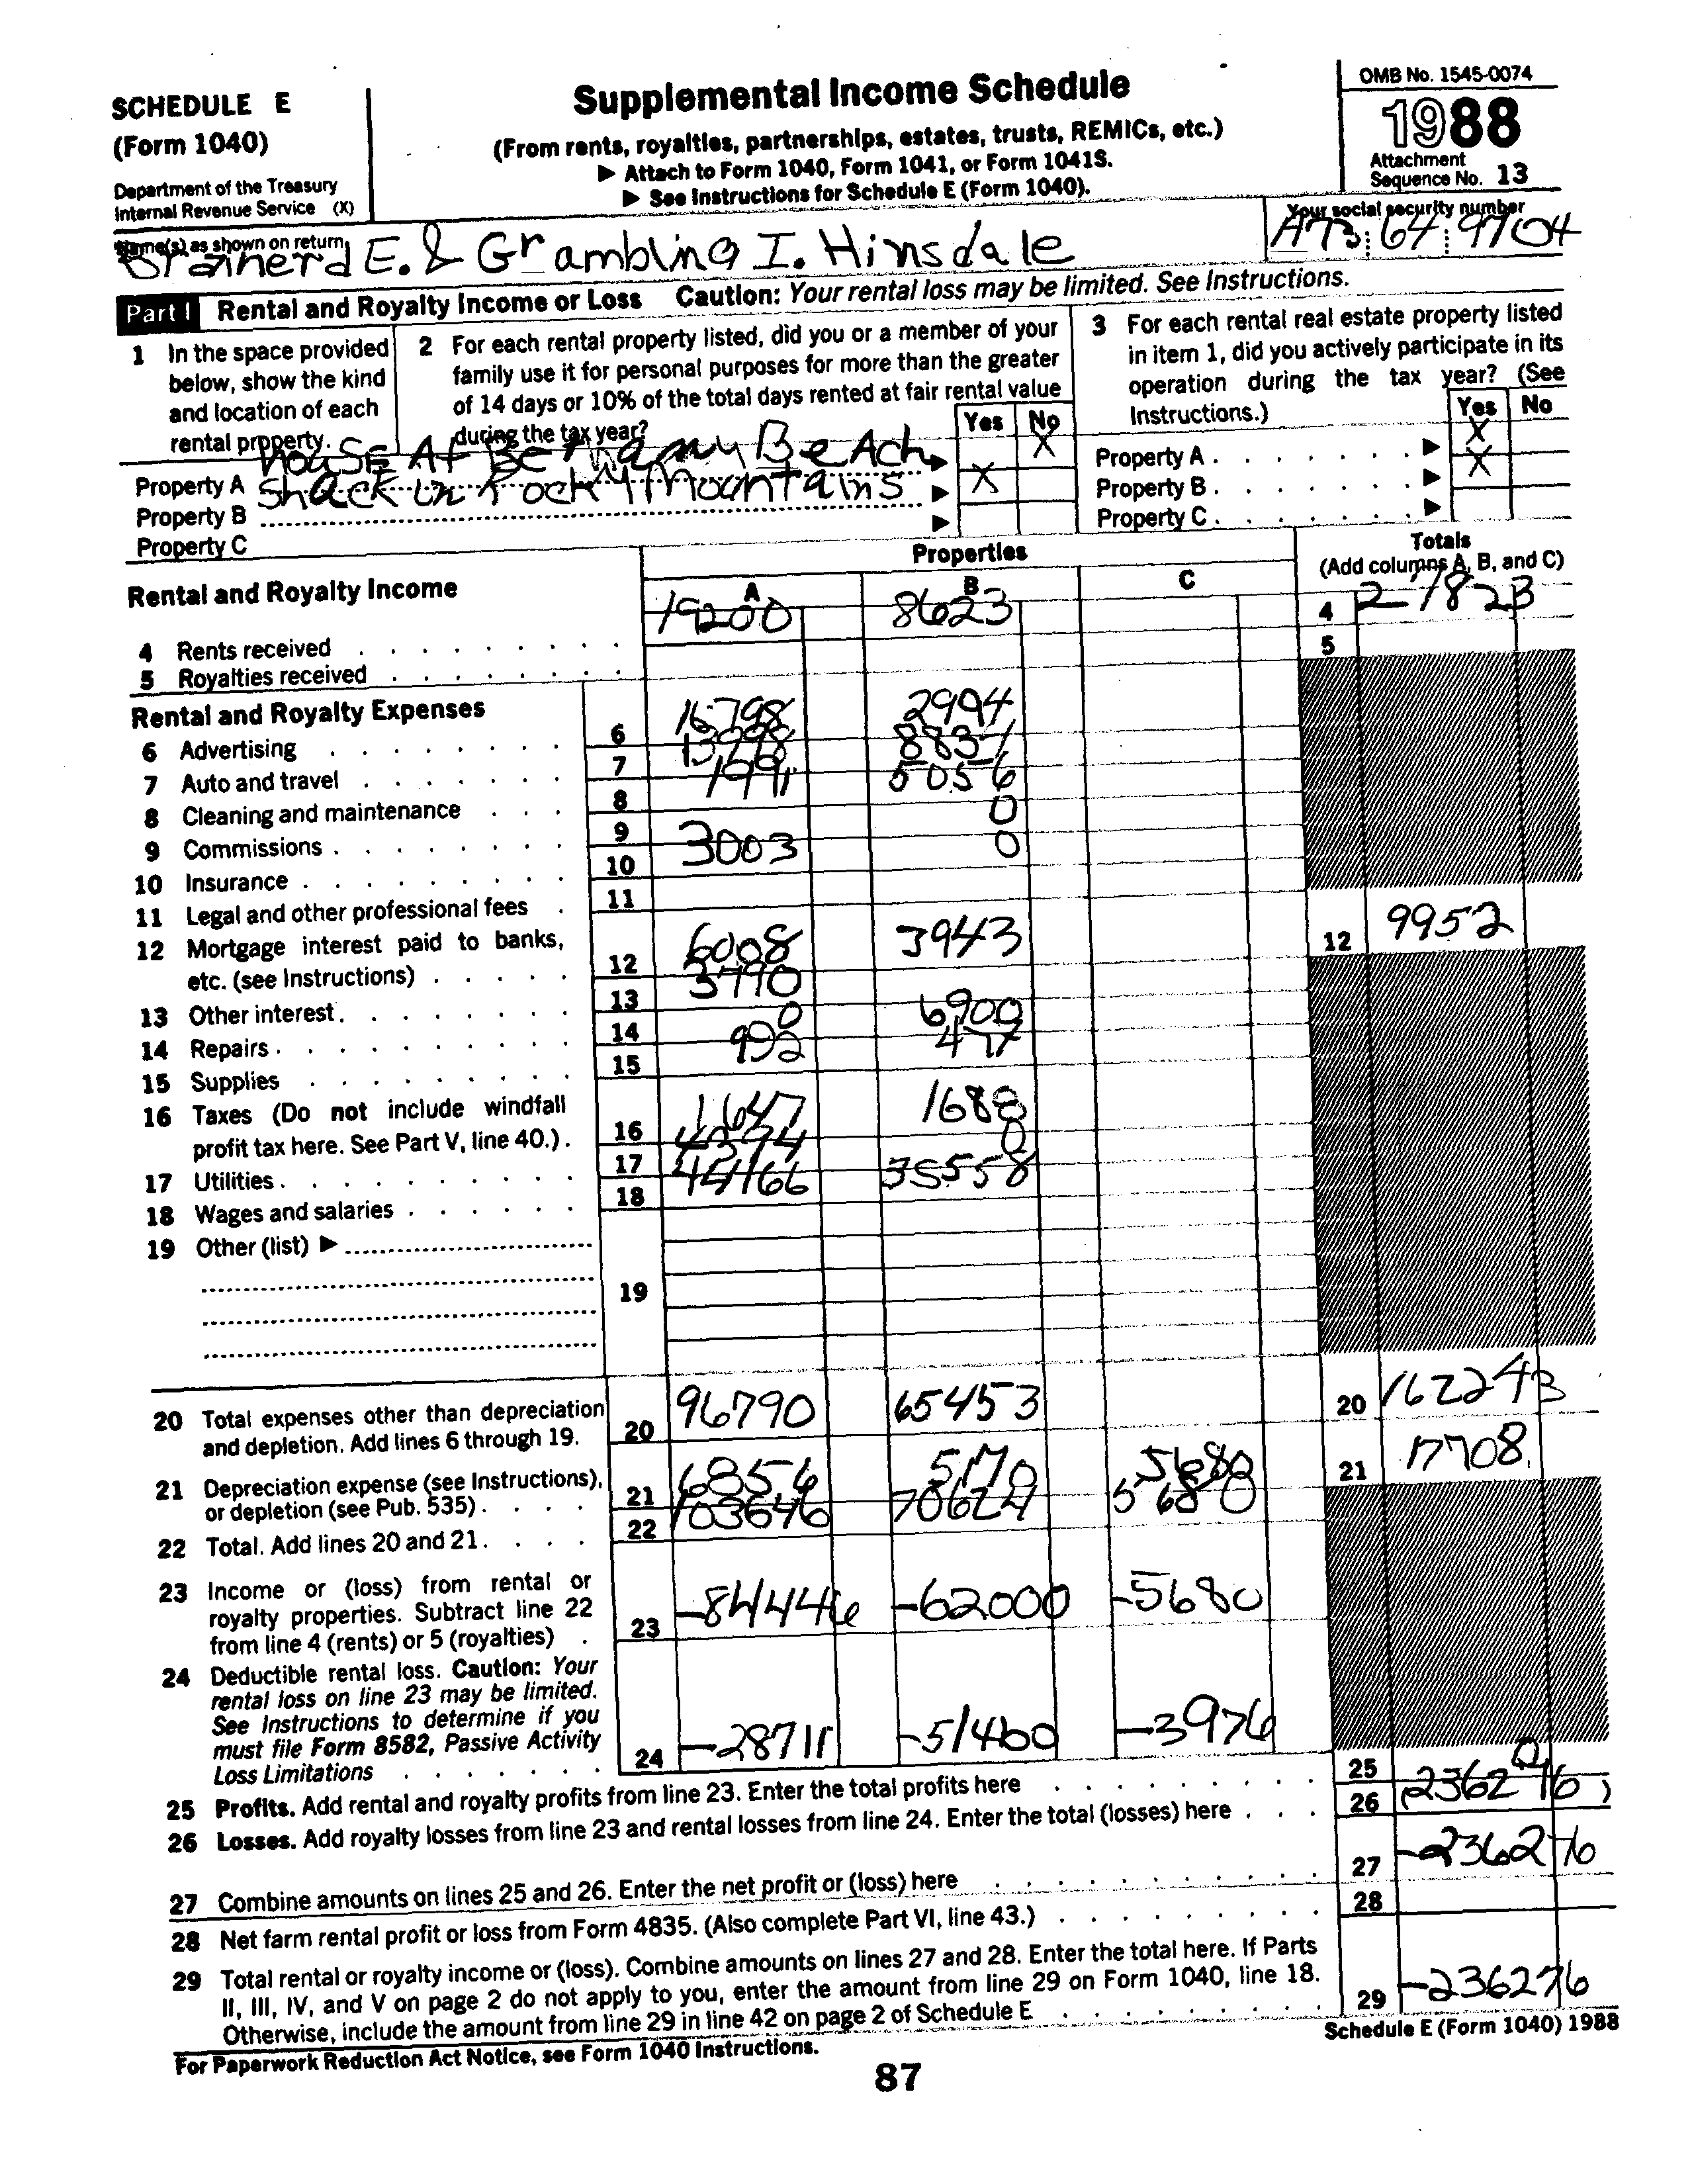 SCHEDULE E
(Form 1040)
Department of the Treasury
Internal Revenue Service (X)
Supplemental Income Schedule
(From rents, royalties, partnerships, estates, trusts, REMICs, etc.)
▶ Attach to Form 1040, Form 1041, or Form 1041S.
▶ See Instructions for Schedule E (Form 1040).
OMB No. 1545-0074
1988
Attachment
Sequence No. 13
Name(s) as shown on return
Brainerd E. & Grambling I. Hinsdale
Your social security number
64 9704
Part I Rental and Royalty Income or Loss Caution: Your rental loss may be limited. See Instructions.
1 In the space provided below, show the kind and location of each rental property.
2 For each rental property listed, did you or a member of your family use it for personal purposes for more than the greater of 14 days or 10% of the total days rented at fair rental value during the tax year?
Yes No
3 For each rental real estate property listed in item 1, did you actively participate in its operation during the tax year? (See Instructions.)
Yes No
Property A House At Bethany Beach X Property A X
Property B Shack in Rocky Mountains X Property B X
Property C Property C
Rental and Royalty Income
Properties
A B C
Totals
(Add columns A, B, and C)
4 Rents received 19200 8623 4 27823
5 Royalties received 5
Rental and Royalty Expenses
6 Advertising 6 16798 2994
7 Auto and travel 7 8837
8 Cleaning and maintenance 8 1991 5056
9 Commissions 9 0
10 Insurance 10 3003 0
11 Legal and other professional fees 11
12 Mortgage interest paid to banks, etc. (see Instructions) 12 6008 3943 12 9952
13 Other interest 13
14 Repairs 14 0 6900
15 Supplies 15 992 477
16 Taxes (Do not include windfall profit tax here. See Part V, line 40.) 16 1647 1688
17 Utilities 17 4394 0
18 Wages and salaries 18 44166 35558
19 Other (list) ▶ 19
20 Total expenses other than depreciation and depletion. Add lines 6 through 19. 20 96790 65453 20 162243
21 Depreciation expense (see Instructions), or depletion (see Pub. 535) 21 6856 5170 5680 21 17708
22 Total. Add lines 20 and 21. 22 103646 70624 5680
23 Income or (loss) from rental or royalty properties. Subtract line 22 from line 4 (rents) or 5 (royalties) 23 -84446 -62000 -5680
24 Deductible rental loss. Caution: Your rental loss on line 23 may be limited. See Instructions to determine if you must file Form 8582, Passive Activity Loss Limitations 24 -28711 -51460 -3976
25 Profits. Add rental and royalty profits from line 23. Enter the total profits here 25 0
26 Losses. Add royalty losses from line 23 and rental losses from line 24. Enter the total (losses) here 26 (236276)
27 Combine amounts on lines 25 and 26. Enter the net profit or (loss) here 27 -236276
28 Net farm rental profit or loss from Form 4835. (Also complete Part VI, line 43.) 28
29 Total rental or royalty income or (loss). Combine amounts on lines 27 and 28. Enter the total here. If Parts II, III, IV, and V on page 2 do not apply to you, enter the amount from line 29 on Form 1040, line 18. Otherwise, include the amount from line 29 in line 42 on page 2 of Schedule E 29 -236276
For Paperwork Reduction Act Notice, see Form 1040 Instructions.
Schedule E (Form 1040) 1988
87